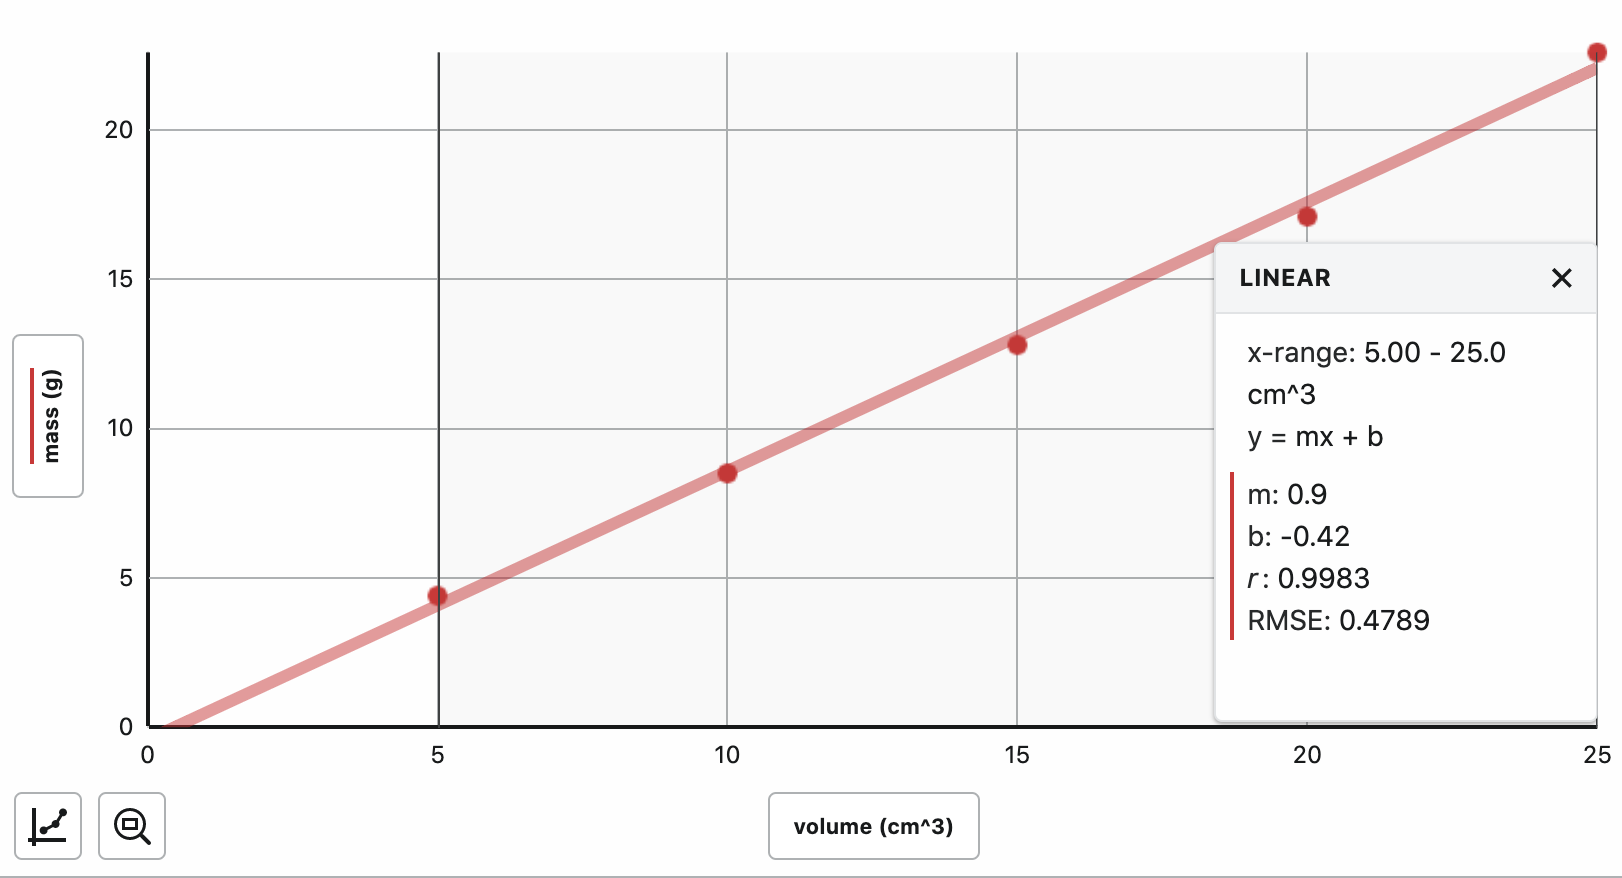 20
15
10
5
0
mass (g)
0 5 10 15 20 25
volume (cm^3)
LINEAR
x-range: 5.00 - 25.0
cm^3
y = mx + b
m: 0.9
b: -0.42
r: 0.9983
RMSE: 0.4789